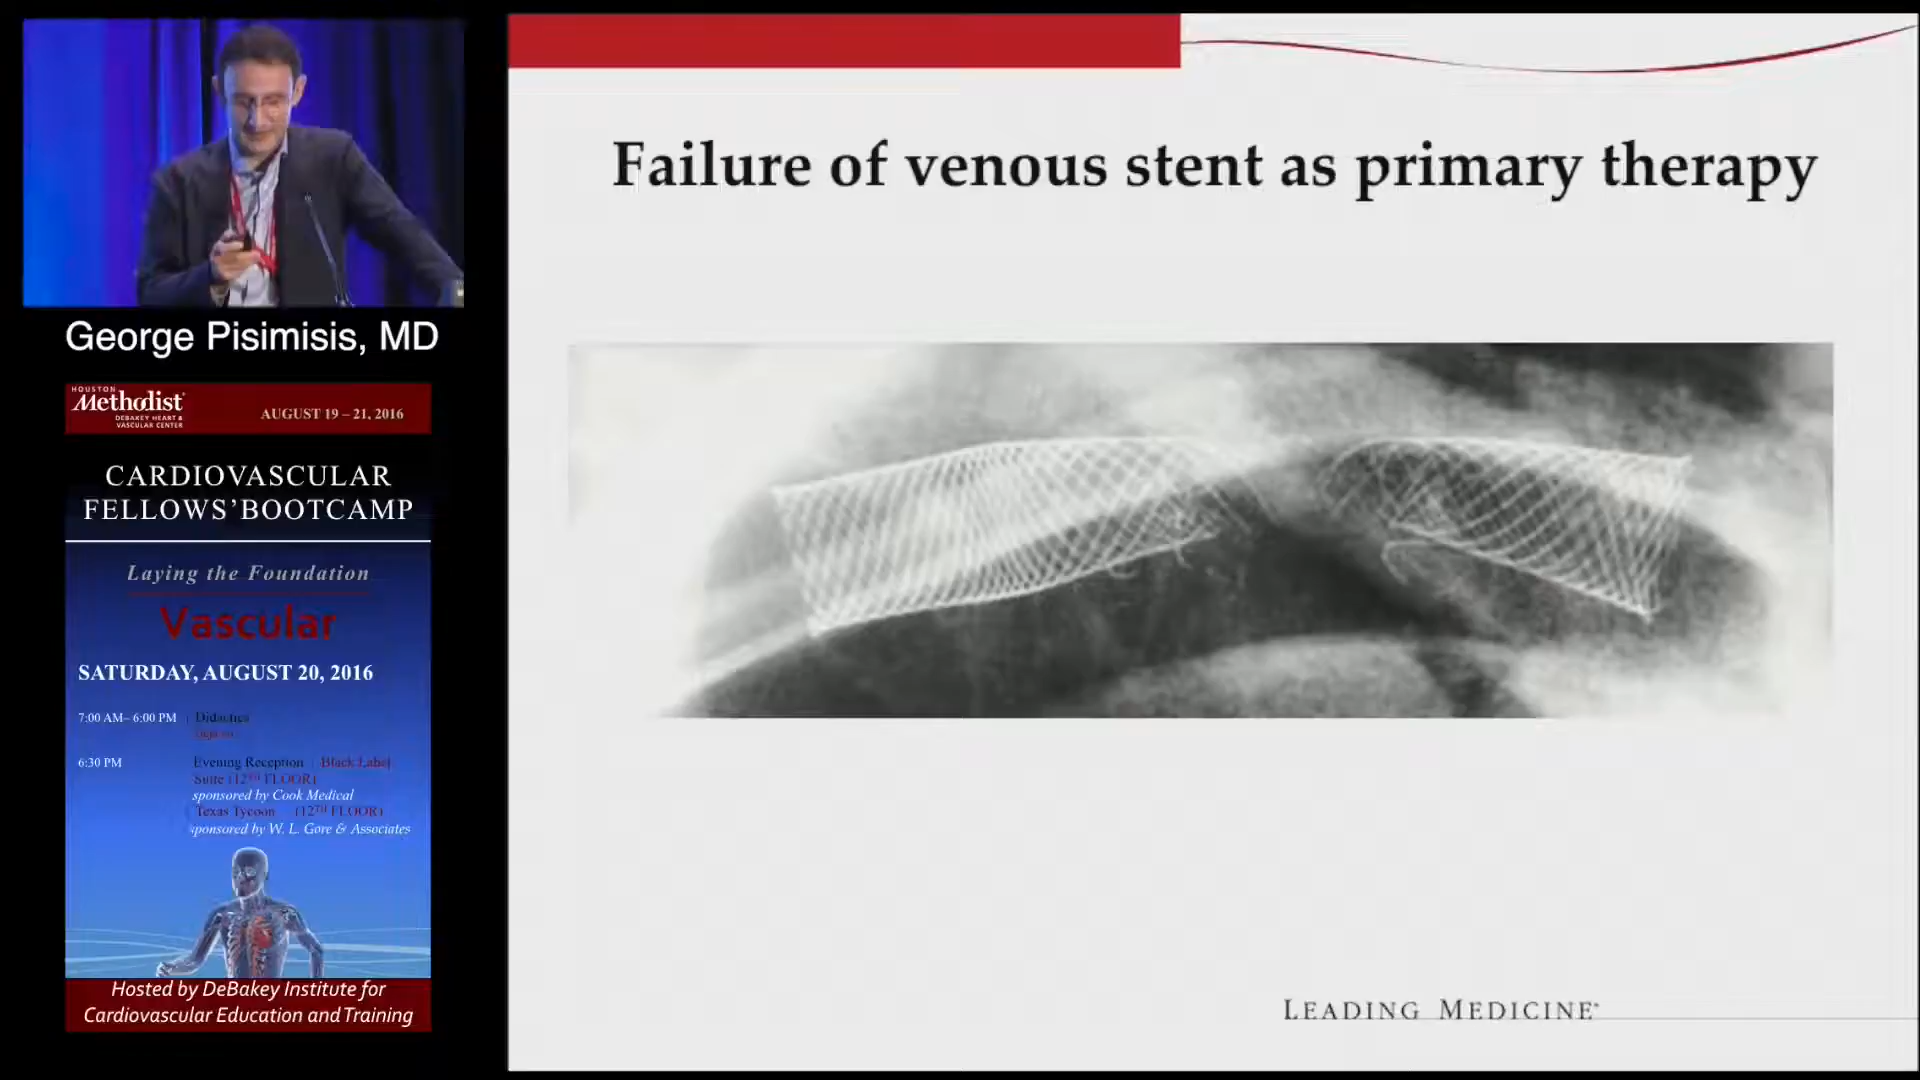 Failure of venous stent as primary therapy
George Pisimisis, MD
HOUSTON
Methodist
DEBAKEY HEART &
VASCULAR CENTER
AUGUST 19 – 21, 2016
CARDIOVASCULAR
FELLOWS'BOOTCAMP
Laying the Foundation
Vascular
SATURDAY, AUGUST 20, 2016
7:00 AM– 6:00 PM | Didactics
6:30 PM
Evening Reception | Black Label
Suite (12TH FLOOR)
sponsored by Cook Medical
Texas Tycoon (12TH FLOOR)
sponsored by W. L. Gore & Associates
Hosted by DeBakey Institute for
Cardiovascular Education and Training
LEADING MEDICINE